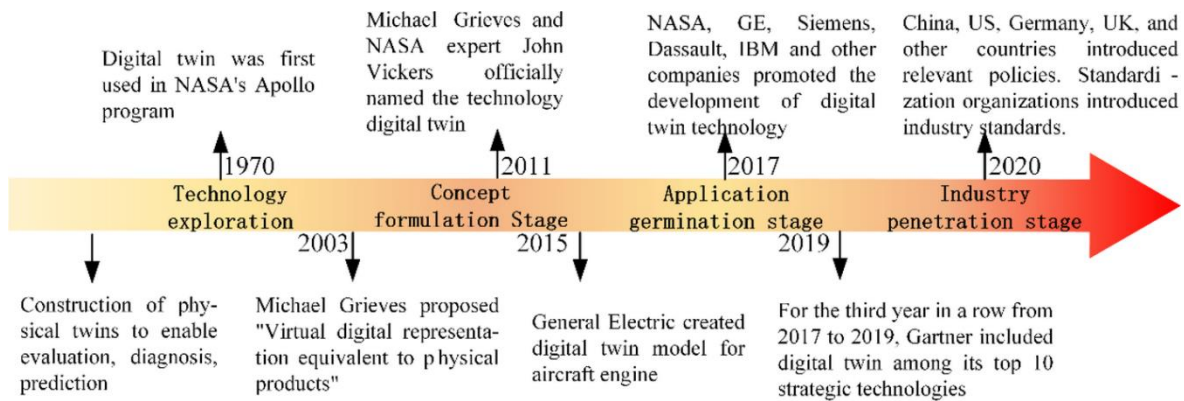 Digital twin was first
used in NASA's Apollo
program
Michael Grieves and
NASA expert John
Vickers officially
named the technology
digital twin
NASA, GE, Siemens,
Dassault, IBM and other
companies promoted the
development of digital
twin technology
China, US, Germany, UK, and
other countries introduced
relevant policies. Standardi -
zation organizations introduced
industry standards.
1970
2011
2017
2020
Technology
exploration
Concept
formulation Stage
Application
germination stage
Industry
penetration stage
2003
2015
2019
Construction of phy-
sical twins to enable
evaluation, diagnosis,
prediction
Michael Grieves proposed
"Virtual digital representa-
tion equivalent to physical
products"
General Electric created
digital twin model for
aircraft engine
For the third year in a row from
2017 to 2019, Gartner included
digital twin among its top 10
strategic technologies